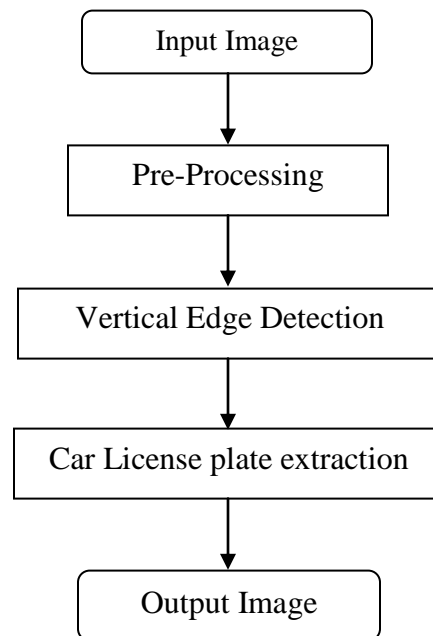 Input Image
Pre-Processing
Vertical Edge Detection
Car License plate extraction
Output Image